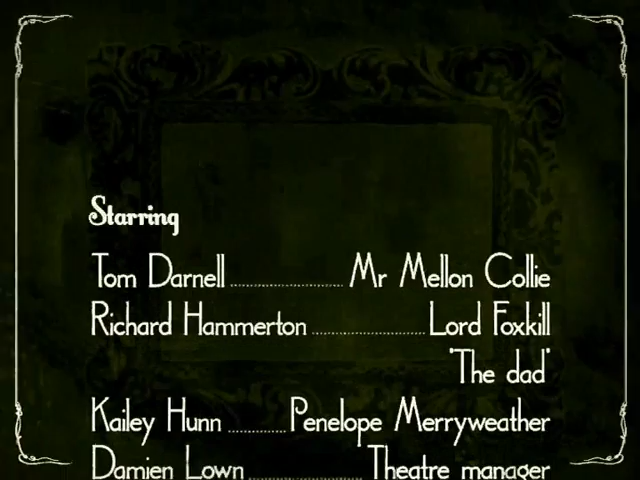 Starring
Tom Darnell ........................ Mr Mellon Collie
Richard Hammerton ........................ Lord Foxkill
"The dad"
Kailey Hunn ............ Penelope Merryweather
Damien Lown ........................ Theatre manager